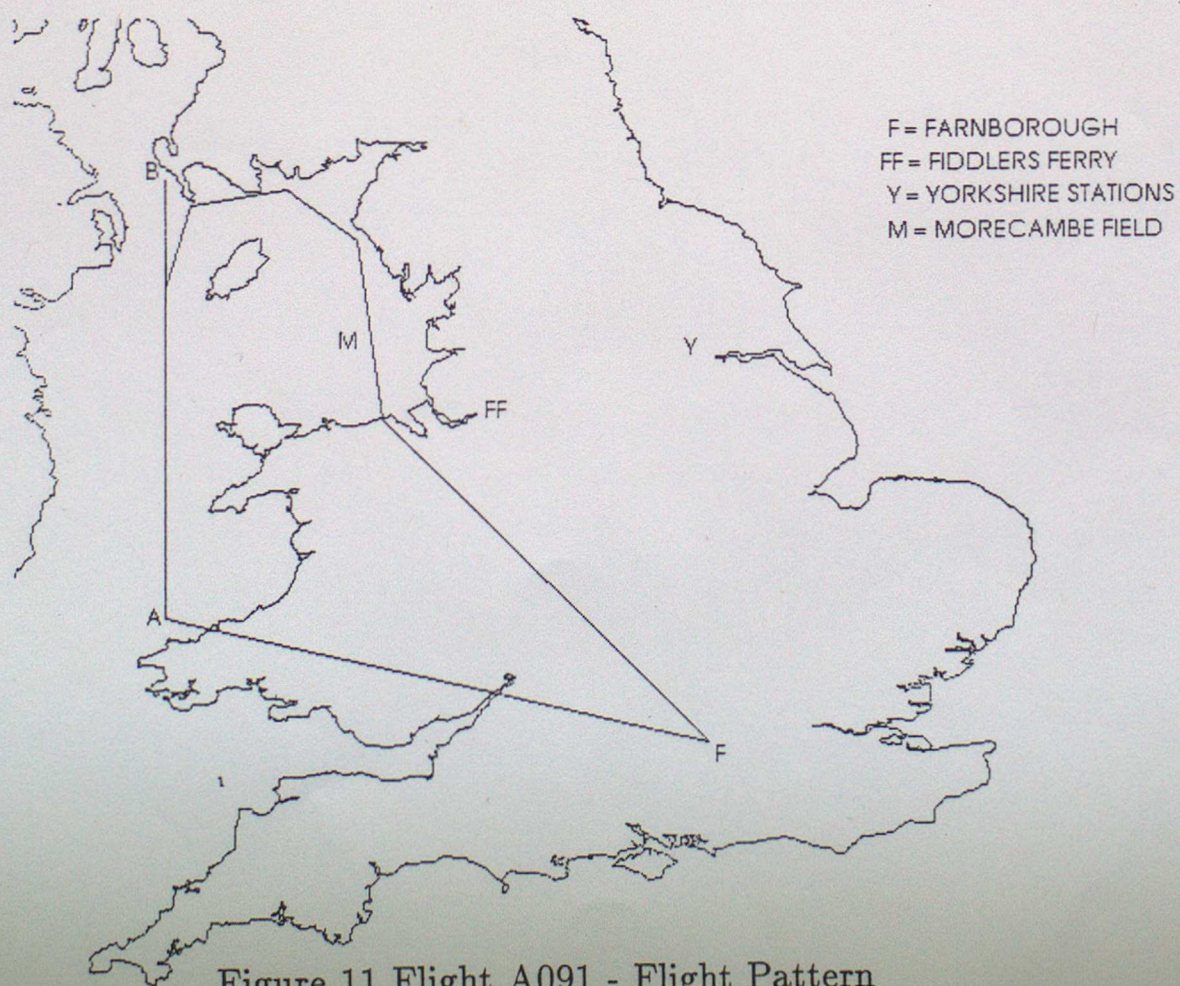 F = FARNBOROUGH
FF = FIDDLERS FERRY
Y = YORKSHIRE STATIONS
M = MORECAMBE FIELD
B
M
Y
FF
A
F
Figure 11 Flight A091 - Flight Pattern